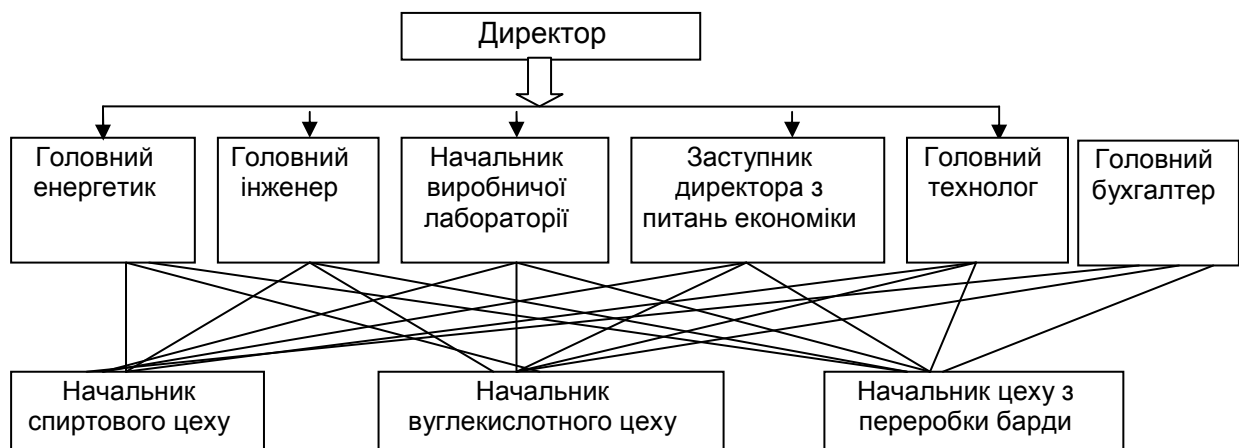 Директор
Головний
енергетик
Головний
інженер
Начальник
виробничої
лабораторії
Заступник
директора з
питань економіки
Головний
технолог
Головний
бухгалтер
Начальник
спиртового цеху
Начальник
вуглекислотного цеху
Начальник цеху з
переробки барди